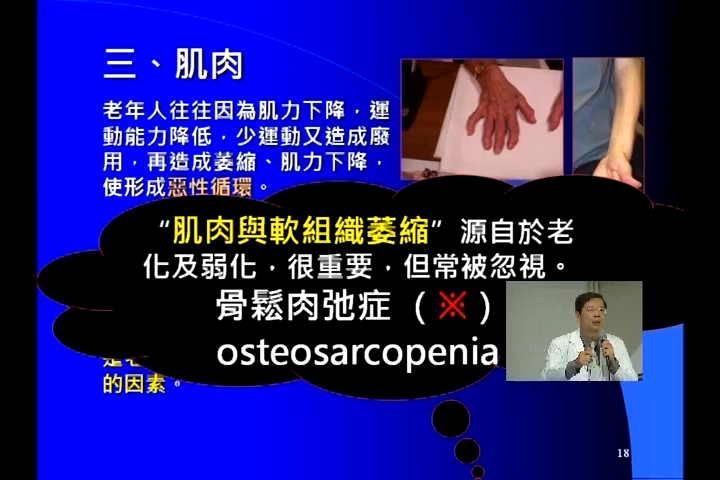 三、肌肉
老年人往往因為肌力下降，運
動能力降低，少運動又造成廢
用，再造成萎縮、肌力下降，
使形成惡性循環。
“肌肉與軟組織萎縮”源自於老
化及弱化，很重要，但常被忽視。
骨鬆肉弛症（※）
osteosarcopenia
的因素。
18